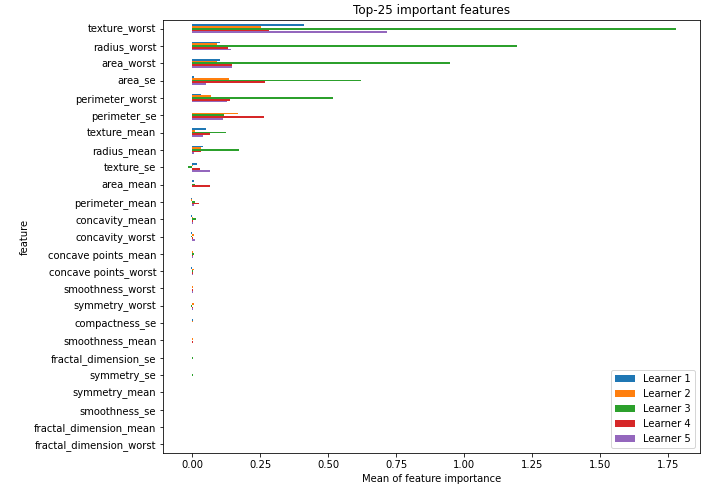 Top-25 important features
feature
texture_worst
radius_worst
area_worst
area_se
perimeter_worst
perimeter_se
texture_mean
radius_mean
texture_se
area_mean
perimeter_mean
concavity_mean
concavity_worst
concave points_mean
concave points_worst
smoothness_worst
symmetry_worst
compactness_se
smoothness_mean
fractal_dimension_se
symmetry_se
symmetry_mean
smoothness_se
fractal_dimension_mean
fractal_dimension_worst
Learner 1
Learner 2
Learner 3
Learner 4
Learner 5
0.00 0.25 0.50 0.75 1.00 1.25 1.50 1.75
Mean of feature importance